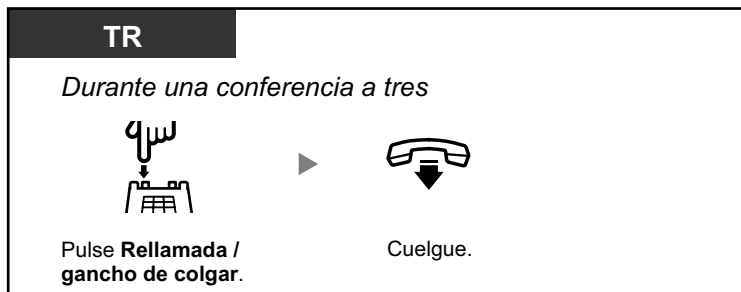 TR
Durante una conferencia a tres
Pulse Rellamada /
gancho de colgar.
Cuelgue.